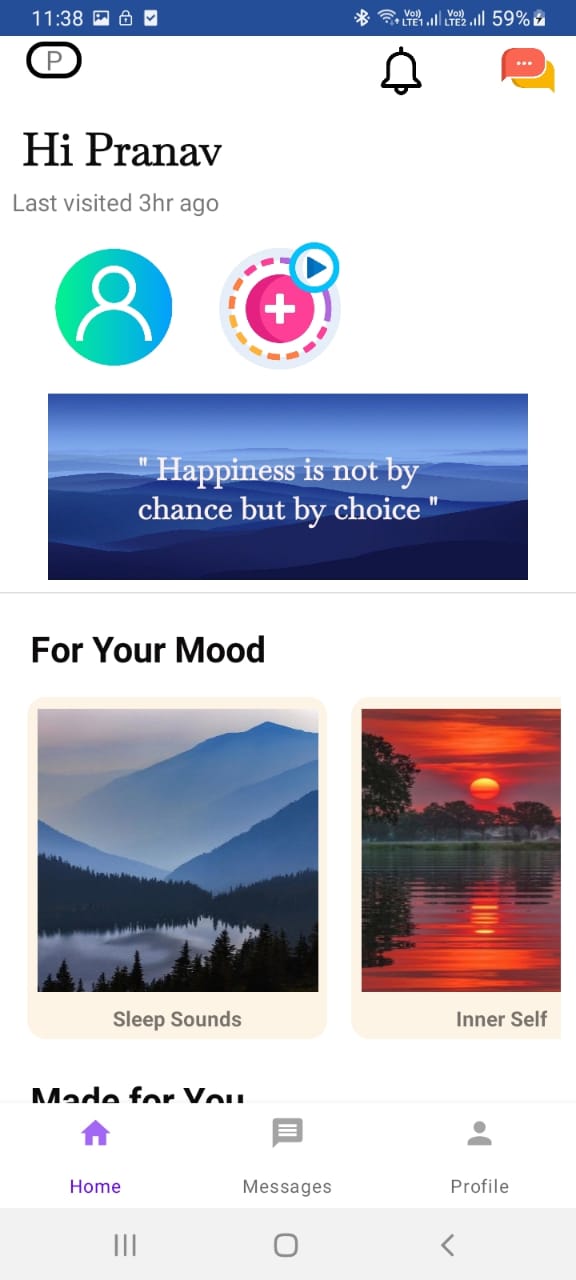 11:38
Vo)) LTE1 Vo)) LTE2 59%
P
Hi Pranav
Last visited 3hr ago
" Happiness is not by
chance but by choice "
For Your Mood
Sleep Sounds
Inner Self
Made for You
Home
Messages
Profile